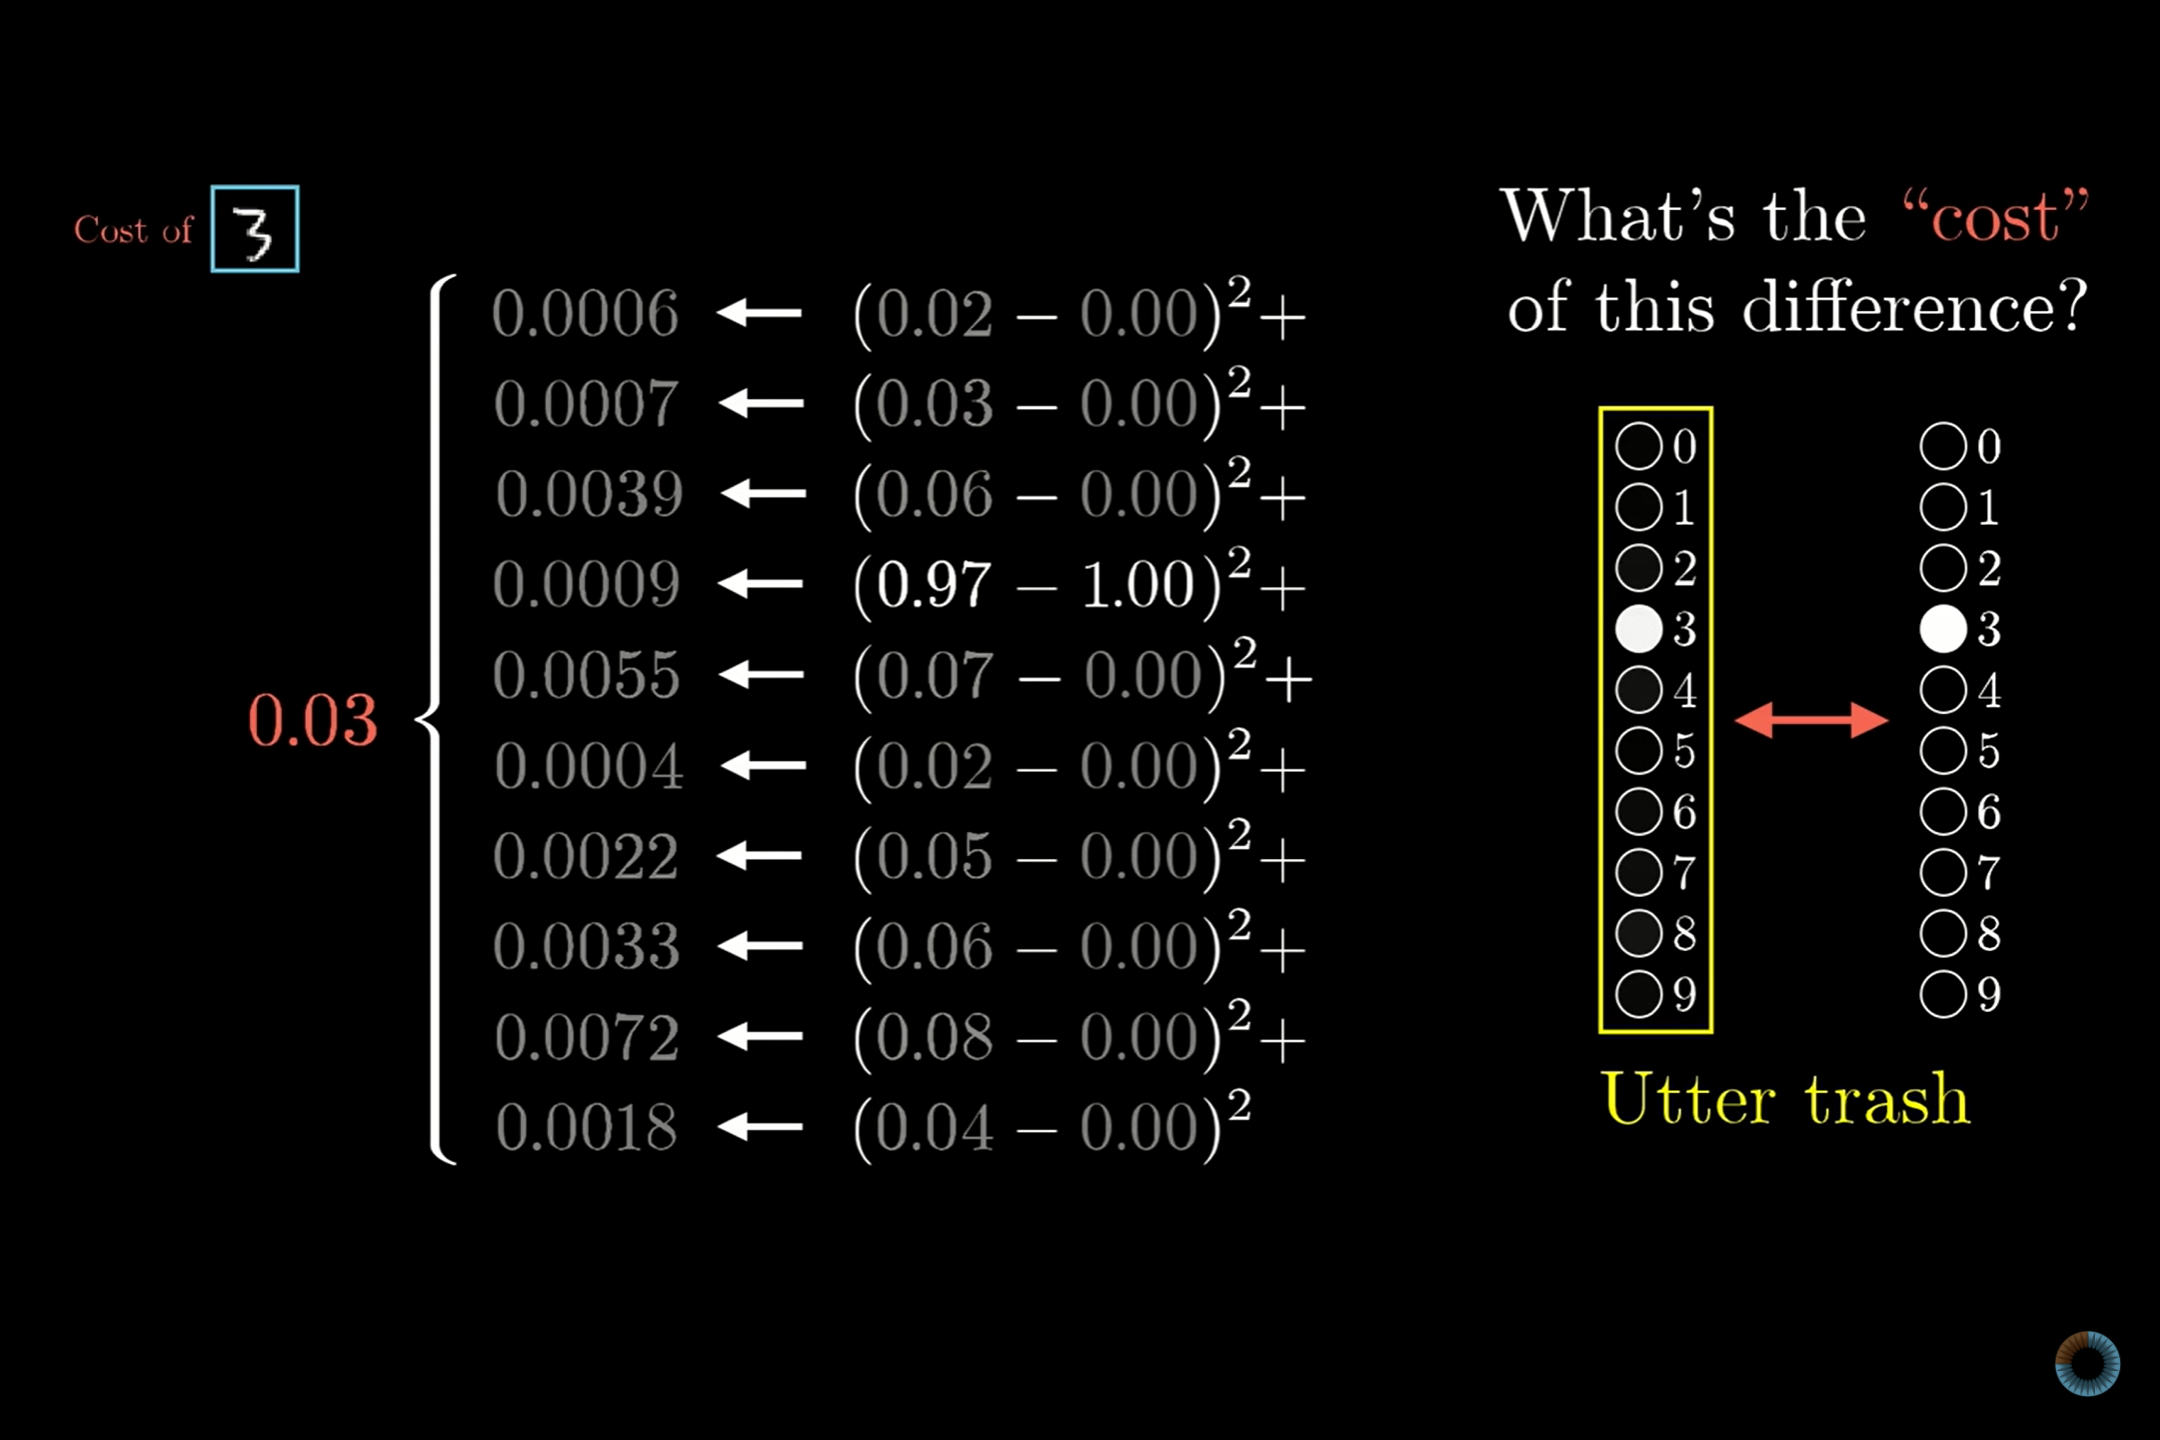 Cost of 3
What's the “cost”
of this difference?
0.03
0.0006 ← (0.02 − 0.00)²+
0.0007 ← (0.03 − 0.00)²+
0.0039 ← (0.06 − 0.00)²+
0.0009 ← (0.97 − 1.00)²+
0.0055 ← (0.07 − 0.00)²+
0.0004 ← (0.02 − 0.00)²+
0.0022 ← (0.05 − 0.00)²+
0.0033 ← (0.06 − 0.00)²+
0.0072 ← (0.08 − 0.00)²+
0.0018 ← (0.04 − 0.00)²
0 0
1 1
2 2
3 3
4 4
5 5
6 6
7 7
8 8
9 9
Utter trash